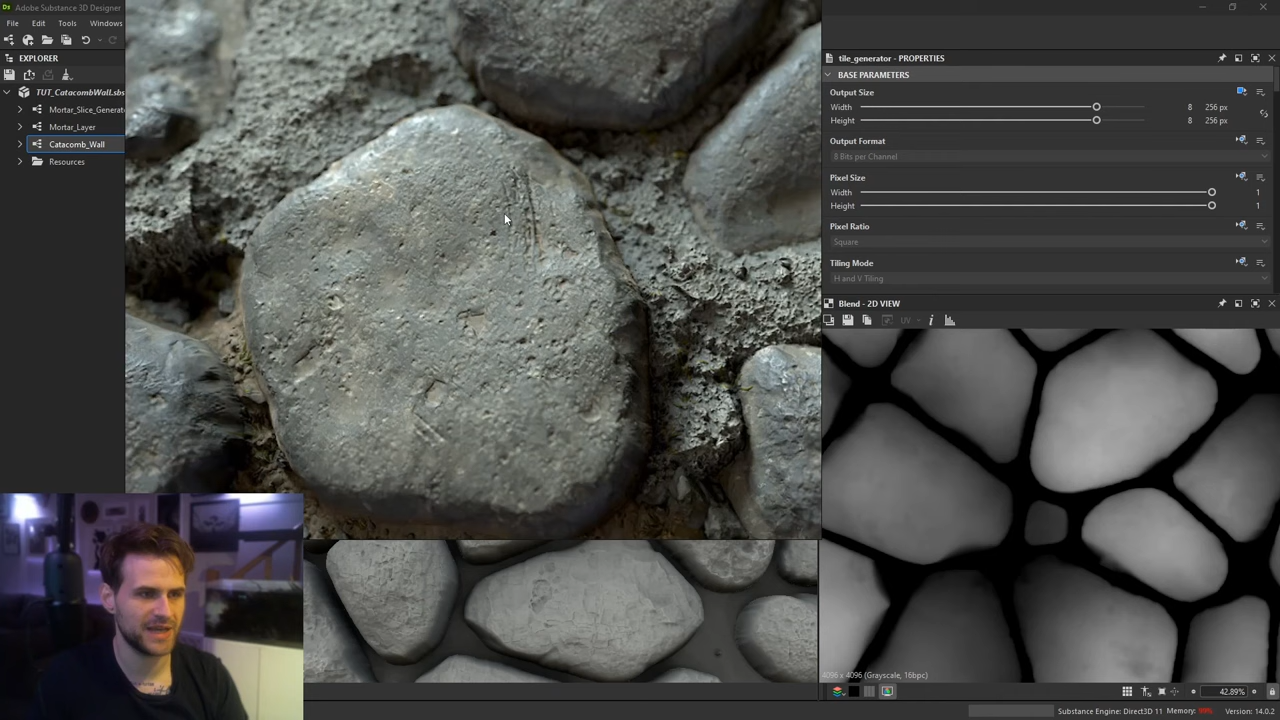 Adobe Substance 3D Designer
File Edit Tools Windows
EXPLORER
TUT_CatacombWall.sbs
Mortar_Slice_Generato
Mortar_Layer
Catacomb_Wall
Resources
tile_generator - PROPERTIES
BASE PARAMETERS
Output Size
Width 8 256 px
Height 8 256 px
Output Format
8 Bits per Channel
Pixel Size
Width 1
Height 1
Pixel Ratio
Square
Tiling Mode
H and V Tiling
Blend - 2D VIEW
UV
4096 x 4096 (Grayscale, 16bpc)
42.89%
Substance Engine: Direct3D 11 Memory: 98% Version: 14.0.2